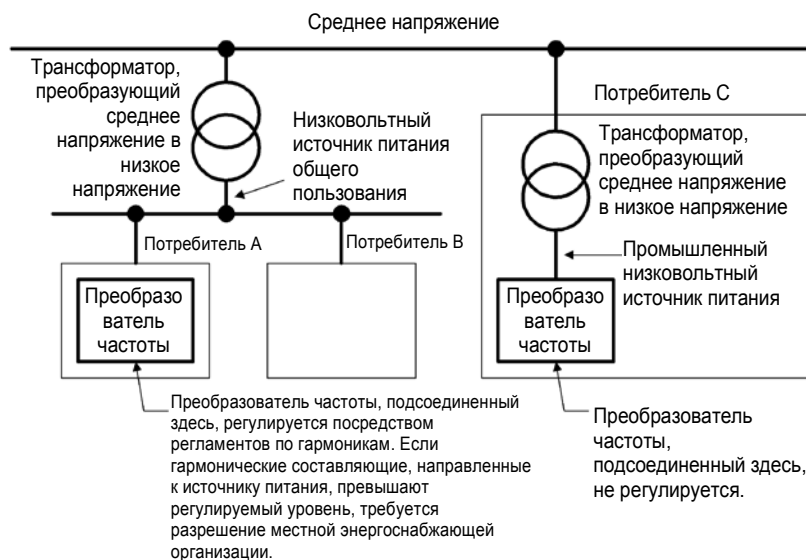 Среднее напряжение
Трансформатор,
преобразующий
среднее
напряжение в
низкое
напряжение
Низковольтный
источник питания
общего
пользования
Потребитель A
Потребитель B
Преобразо
ватель
частоты
Преобразователь частоты, подсоединенный
здесь, регулируется посредством
регламентов по гармоникам. Если
гармонические составляющие, направленные
к источнику питания, превышают
регулируемый уровень, требуется
разрешение местной энергоснабжающей
организации.
Потребитель C
Трансформатор,
преобразующий
среднее напряжение
в низкое напряжение
Промышленный
низковольтный
источник питания
Преобразо
ватель
частоты
Преобразователь
частоты,
подсоединенный здесь,
не регулируется.